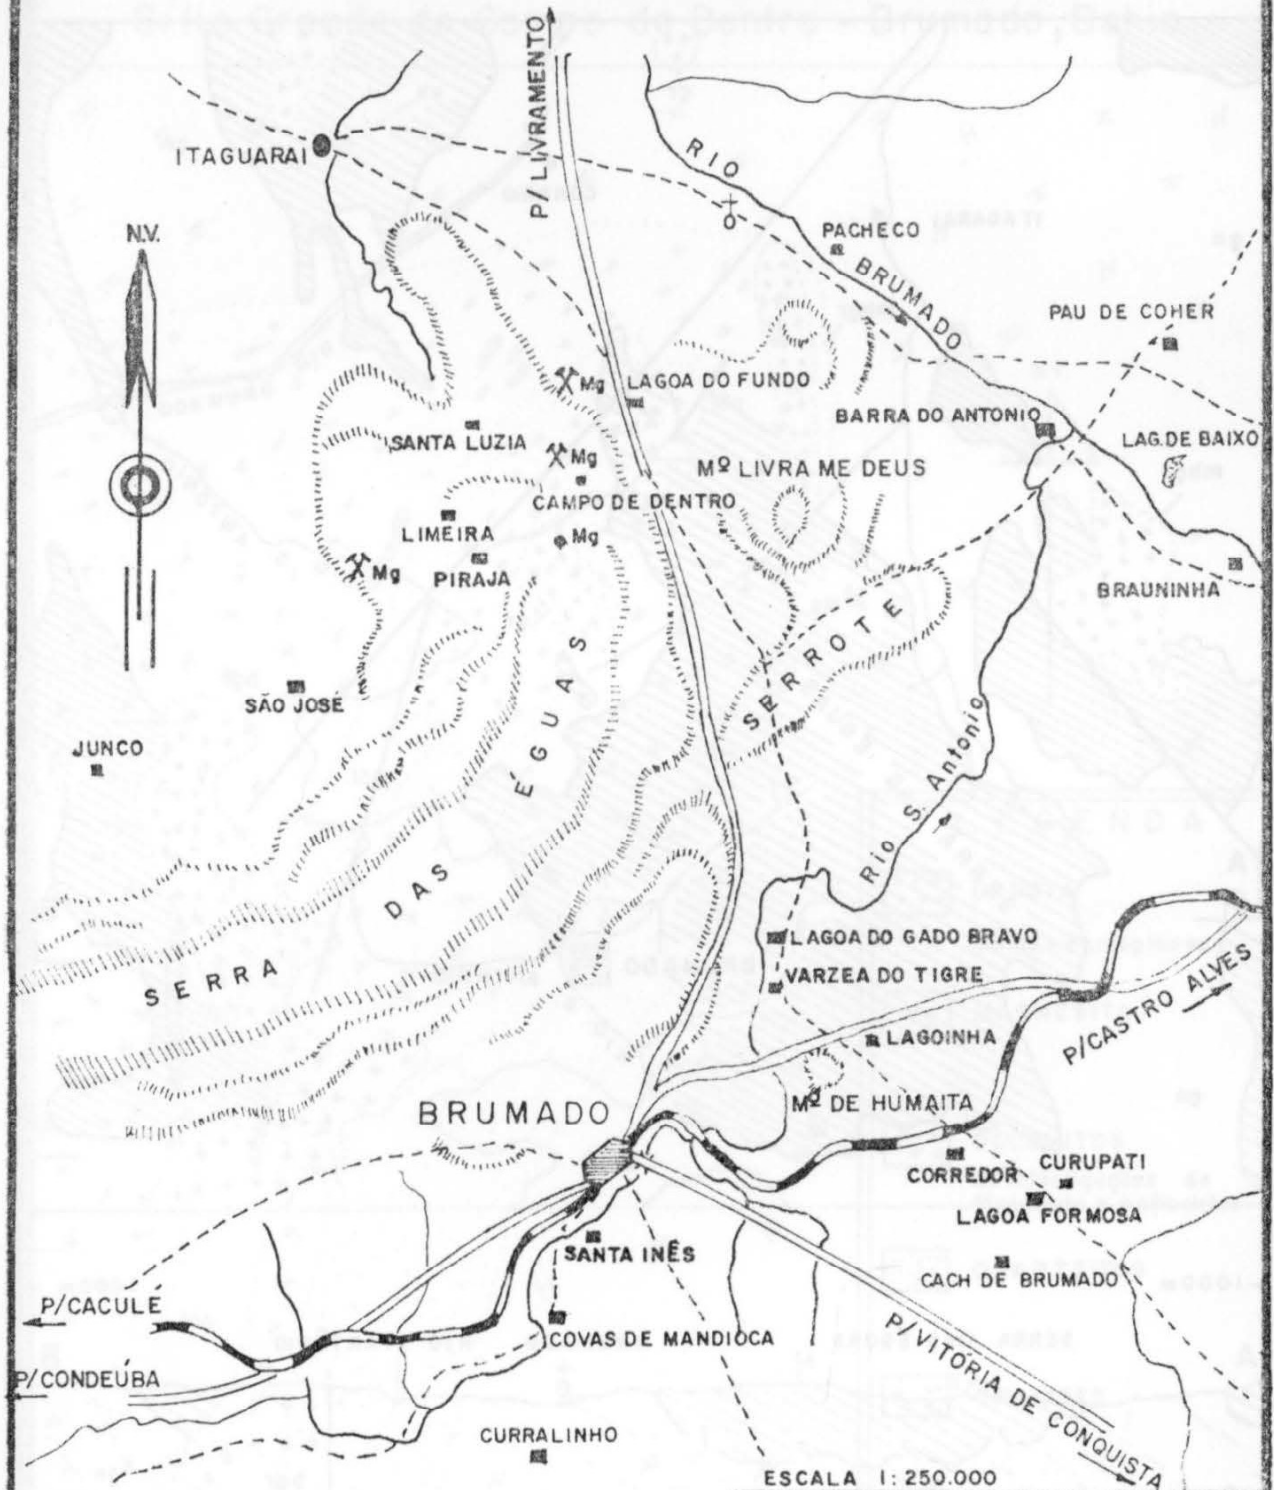 P/LIVRAMENTO
ITAGUARAI
RIO BRUMADO
N.V.
PACHECO
PAU DE COHER
Mg
LAGOA DO FUNDO
BARRA DO ANTONIO
LAG. DE BAIXO
SANTA LUZIA
Mg
Mº LIVRA ME DEUS
CAMPO DE DENTRO
LIMEIRA
Mg
Mg
PIRAJÁ
BRAUNINHA
SERROTE
SÃO JOSÉ
JUNCO
Rio S. Antonio
SERRA DAS ÉGUAS
LAGOA DO GADO BRAVO
VARZEA DO TIGRE
LAGOINHA
P/CASTRO ALVES
BRUMADO
Mº DE HUMAITA
CORREDOR
CURUPATI
LAGOA FORMOSA
SANTA INÊS
CACH DE BRUMADO
P/CACULÉ
COVAS DE MANDIOCA
P/VITÓRIA DE CONQUISTA
P/CONDEÚBA
CURRALINHO
ESCALA 1:250.000